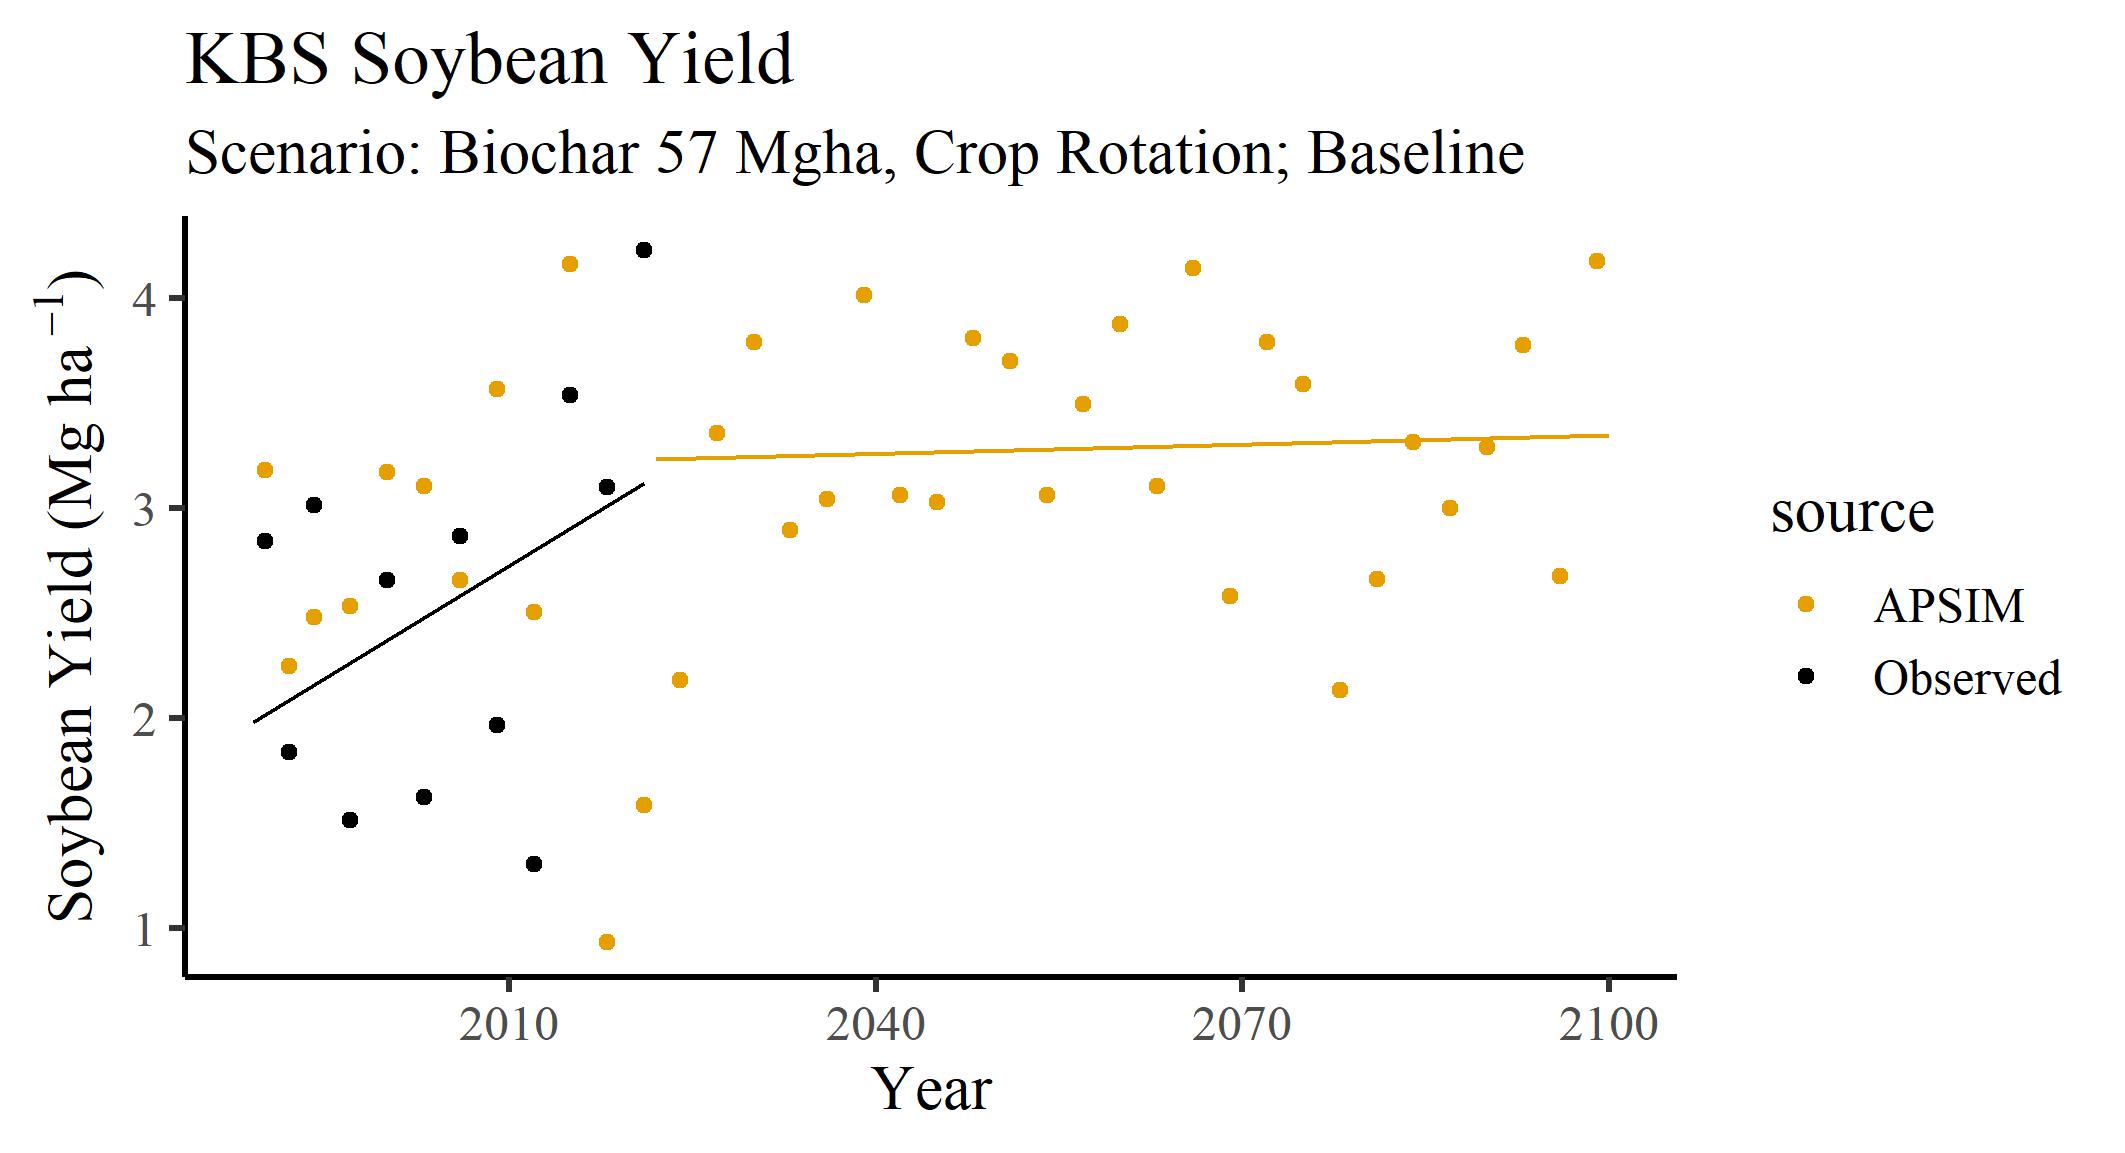 KBS Soybean Yield
Scenario: Biochar 57 Mgha, Crop Rotation; Baseline
Soybean Yield (Mg ha⁻¹)
4
3
2
1
2010 2040 2070 2100
Year
source
APSIM
Observed